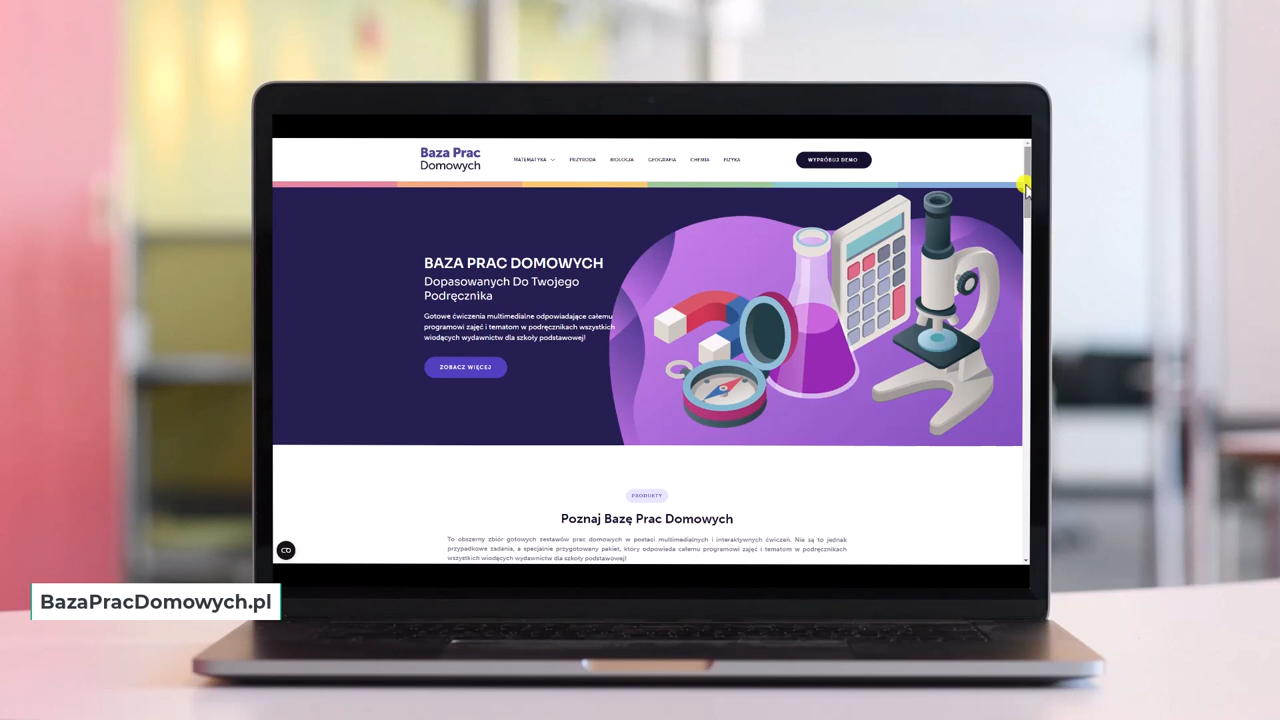 Baza Prac
Domowych
MATEMATYKA
PRZYRODA
BIOLOGIA
GEOGRAFIA
CHEMIA
FIZYKA
WYPRÓBUJ DEMO
BAZA PRAC DOMOWYCH
Dopasowanych Do Twojego
Podręcznika
Gotowe ćwiczenia multimedialne odpowiadające całemu
programowi zajęć i tematom w podręcznikach wszystkich
wiodących wydawnictw dla szkoły podstawowej!
ZOBACZ WIĘCEJ
PRODUKTY
Poznaj Bazę Prac Domowych
To obszerny zbiór gotowych zestawów prac domowych w postaci multimedialnych i interaktywnych ćwiczeń. Nie są to jednak
przypadkowe zadania, a specjalnie przygotowany pakiet, który odpowiada całemu programowi zajęć i tematom w podręcznikach
wszystkich wiodących wydawnictw dla szkoły podstawowej!
BazaPracDomowych.pl